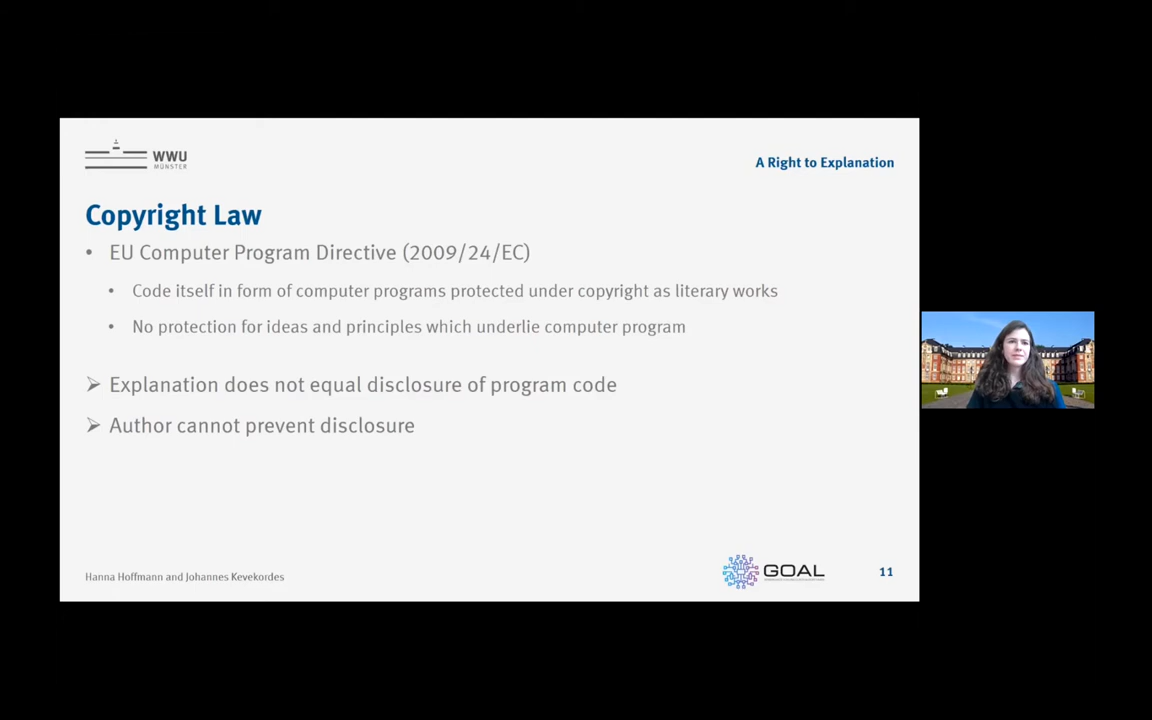 WWU
MÜNSTER
A Right to Explanation
Copyright Law
• EU Computer Program Directive (2009/24/EC)
• Code itself in form of computer programs protected under copyright as literary works
• No protection for ideas and principles which underlie computer program
➢ Explanation does not equal disclosure of program code
➢ Author cannot prevent disclosure
Hanna Hoffmann and Johannes Kevekordes
GOAL
11